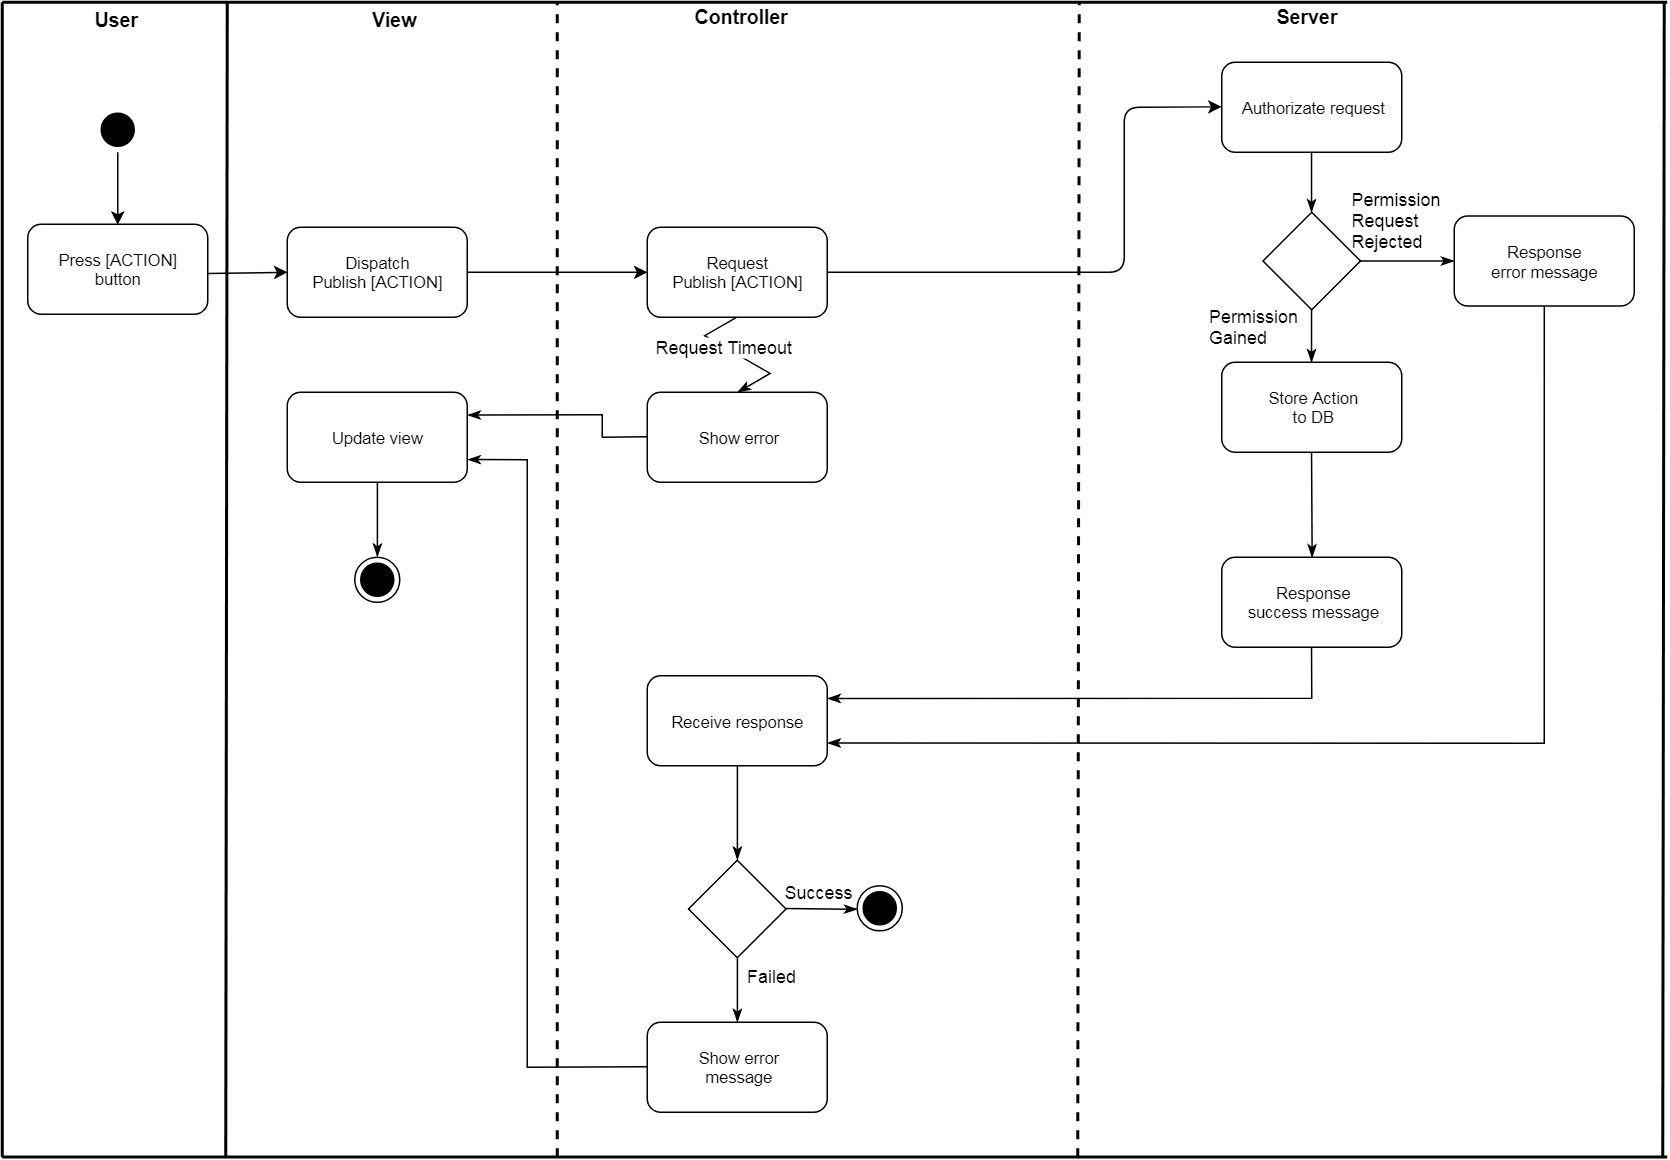 User
View
Controller
Server
Authorizate request
Permission
Request
Rejected
Response
error message
Press [ACTION]
button
Dispatch
Publish [ACTION]
Request
Publish [ACTION]
Permission
Gained
Request Timeout
Update view
Show error
Store Action
to DB
Response
success message
Receive response
Success
Failed
Show error
message